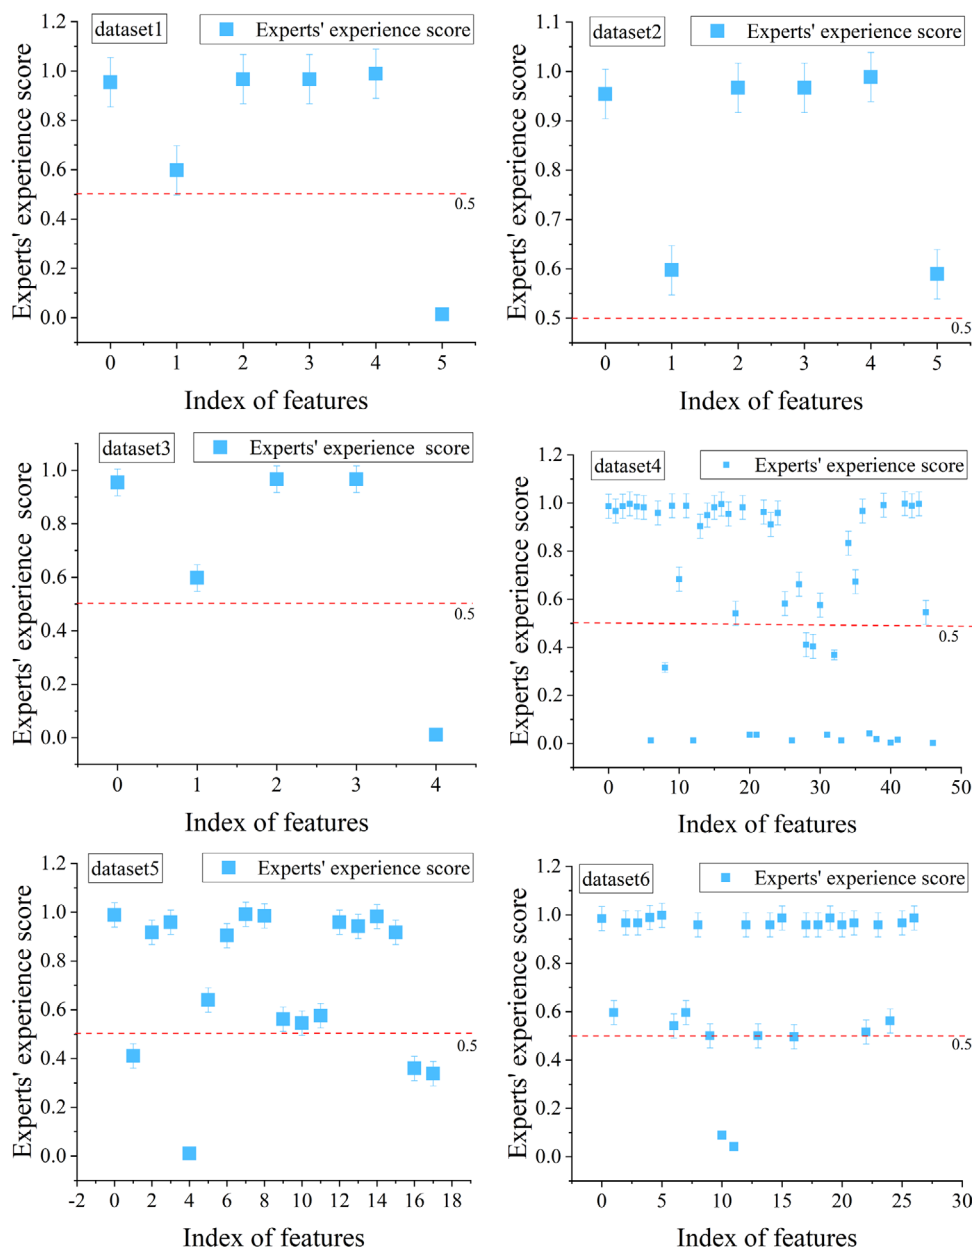 dataset1
Experts' experience score
Experts' experience score
1.2
1.0
0.8
0.6
0.4
0.2
0.0
0.5
0 1 2 3 4 5
Index of features
dataset2
Experts' experience score
Experts' experience score
1.1
1.0
0.9
0.8
0.7
0.6
0.5
0.5
0 1 2 3 4 5
Index of features
dataset3
Experts' experience score
Experts' experience score
1.0
0.8
0.6
0.4
0.2
0.0
0.5
0 1 2 3 4
Index of features
dataset4
Experts' experience score
Experts' experience score
1.2
1.0
0.8
0.6
0.4
0.2
0.0
0.5
0 10 20 30 40 50
Index of features
dataset5
Experts' experience score
Experts' experience score
1.2
1.0
0.8
0.6
0.4
0.2
0.0
0.5
-2 0 2 4 6 8 10 12 14 16 18
Index of features
dataset6
Experts' experience score
Experts' experience score
1.2
1.0
0.8
0.6
0.4
0.2
0.0
0.5
0 5 10 15 20 25 30
Index of features